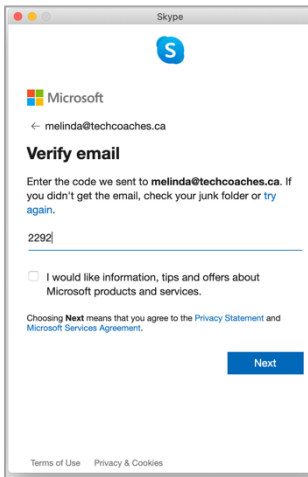 Skype
S
Microsoft
← melinda@techcoaches.ca
Verify email
Enter the code we sent to melinda@techcoaches.ca. If
you didn't get the email, check your junk folder or try
again.
2292
I would like information, tips and offers about
Microsoft products and services.
Choosing Next means that you agree to the Privacy Statement and
Microsoft Services Agreement.
Next
Terms of Use Privacy & Cookies